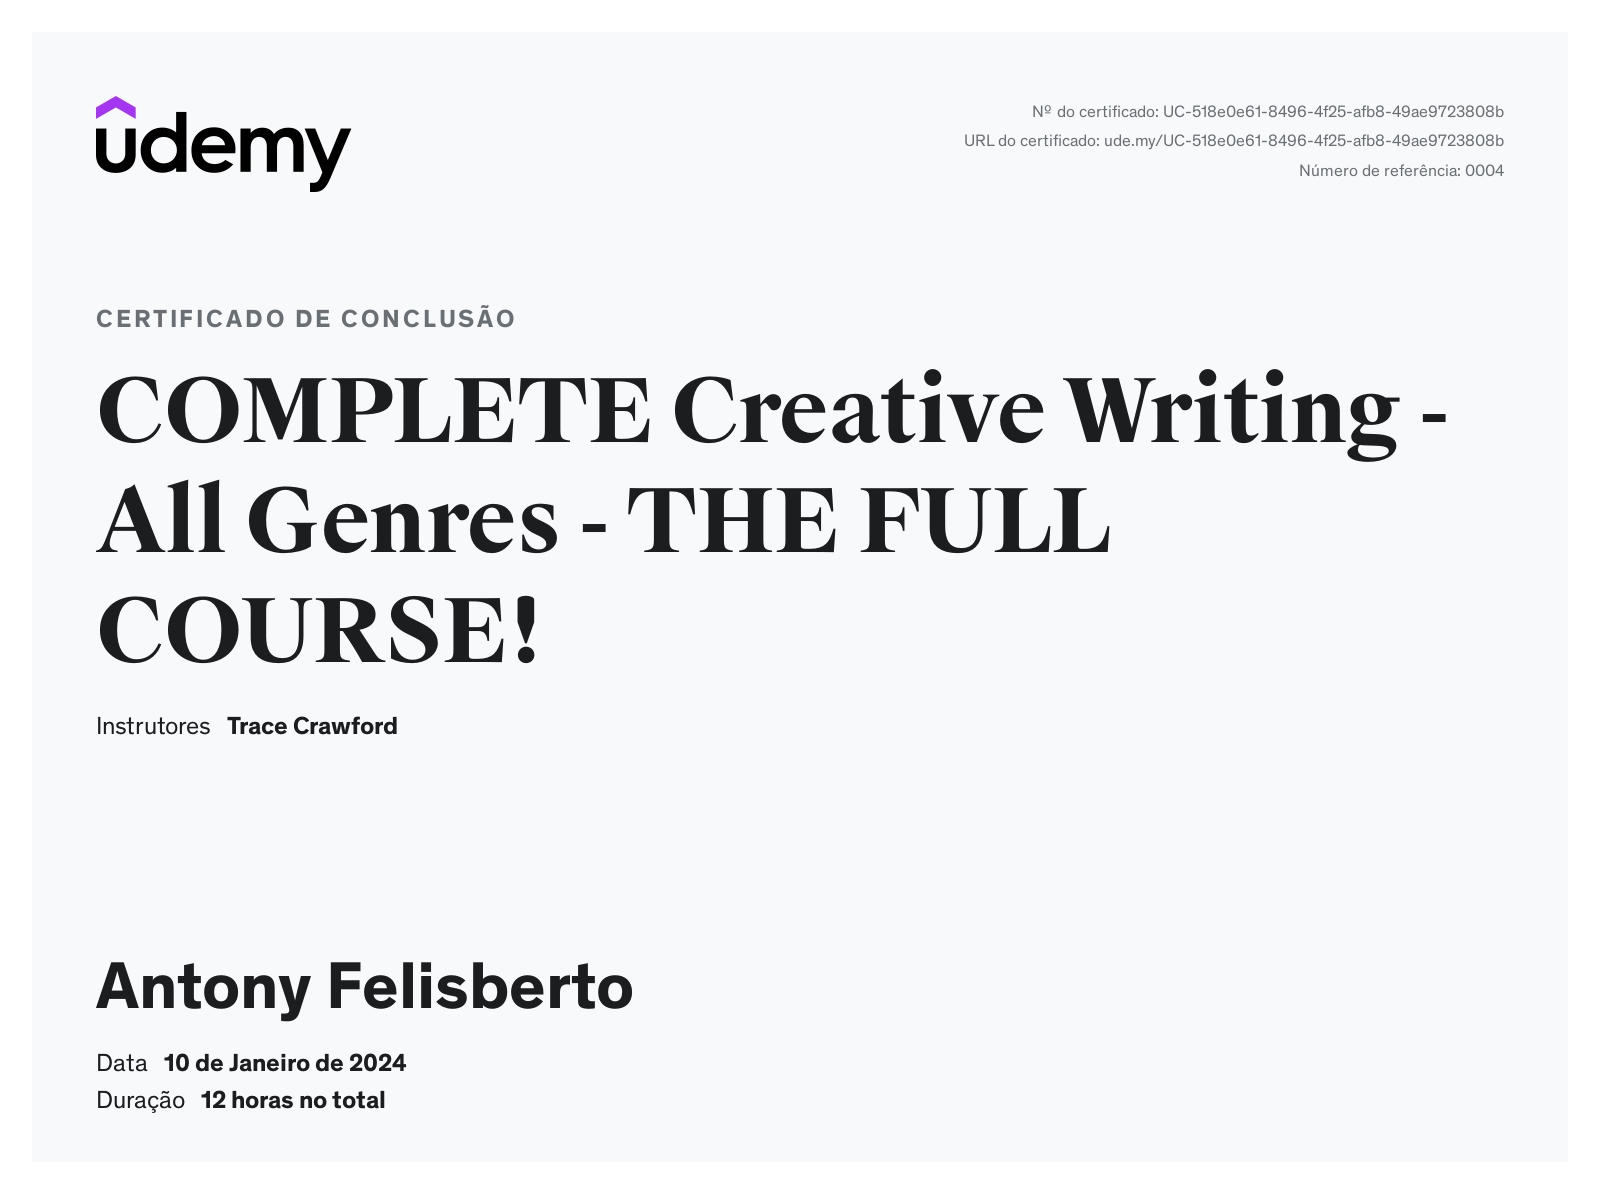 udemy
Nº do certificado: UC-518e0e61-8496-4f25-afb8-49ae9723808b
URL do certificado: ude.my/UC-518e0e61-8496-4f25-afb8-49ae9723808b
Número de referência: 0004
CERTIFICADO DE CONCLUSÃO
COMPLETE Creative Writing -
All Genres - THE FULL
COURSE!
Instrutores Trace Crawford
Antony Felisberto
Data 10 de Janeiro de 2024
Duração 12 horas no total